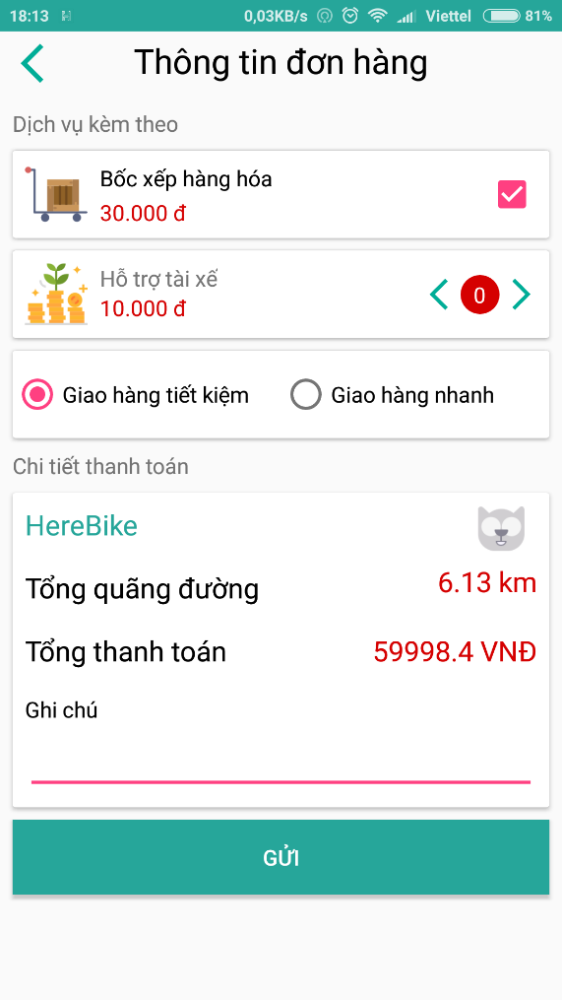 18:13 0,03KB/s Viettel 81%
Thông tin đơn hàng
Dịch vụ kèm theo
Bốc xếp hàng hóa
30.000 đ
Hỗ trợ tài xế
10.000 đ
0
Giao hàng tiết kiệm Giao hàng nhanh
Chi tiết thanh toán
HereBike
Tổng quãng đường 6.13 km
Tổng thanh toán 59998.4 VNĐ
Ghi chú
GỬI